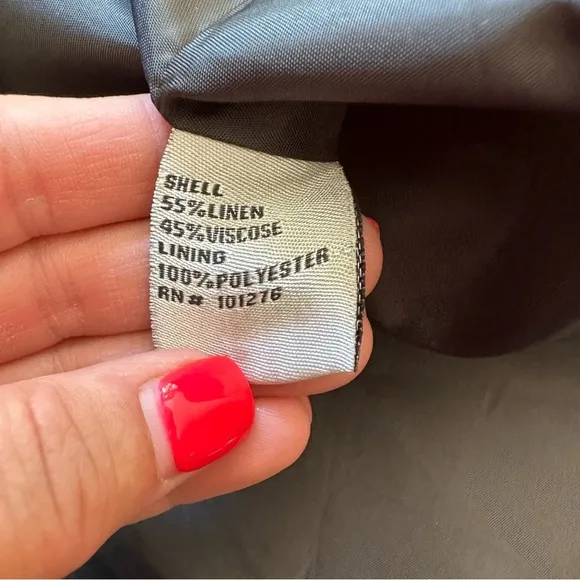 SHELL
55%LINEN
45%VISCOSE
LINING
100%POLYESTER
RN# 101276